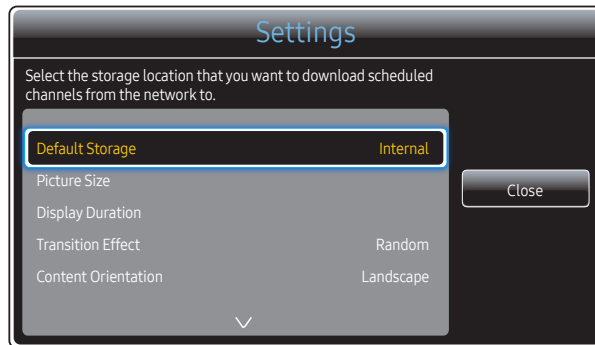 Settings
Select the storage location that you want to download scheduled
channels from the network to.
Default Storage Internal
Picture Size
Close
Display Duration
Transition Effect Random
Content Orientation Landscape